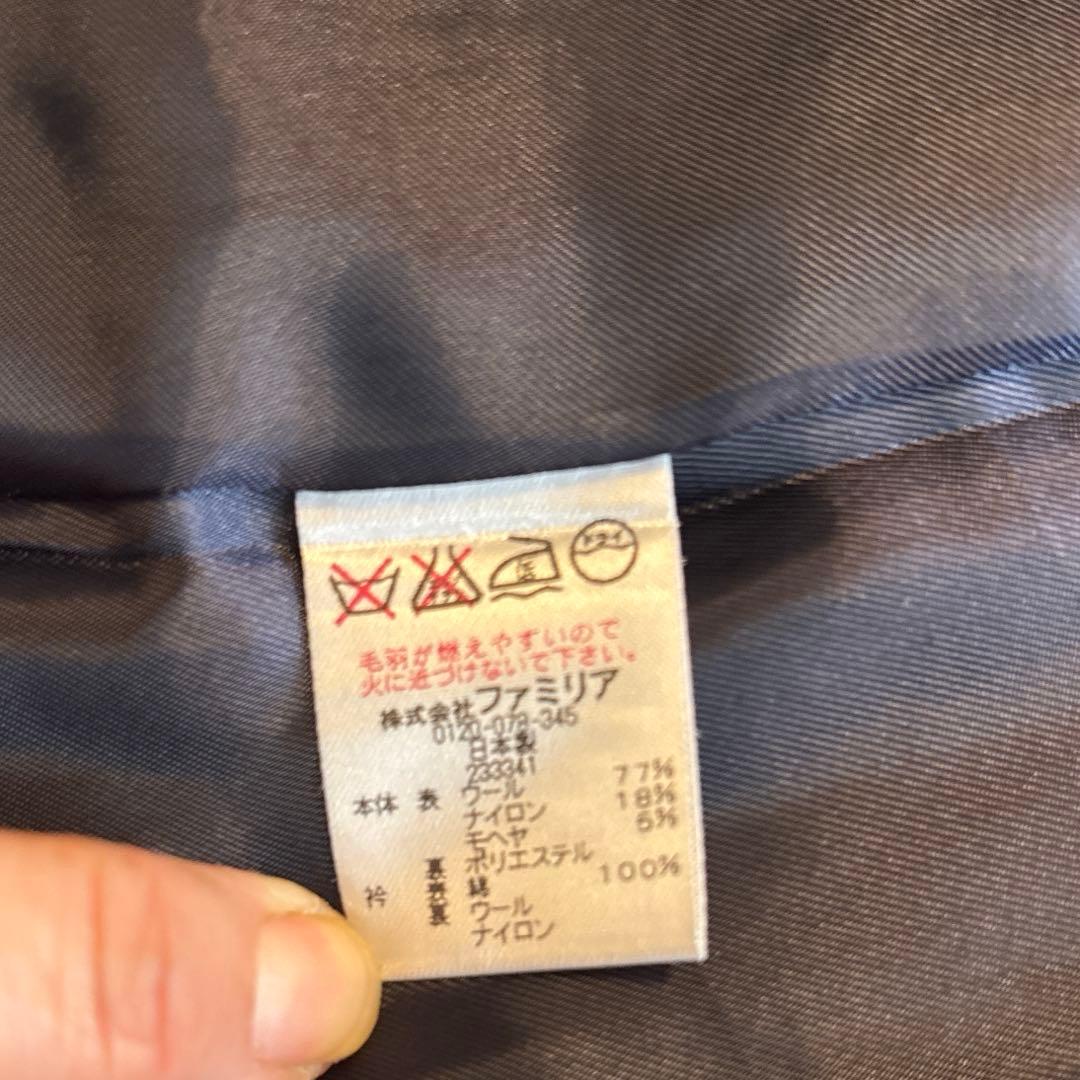 ドライ
毛羽が燃えやすいので
火に近づけないで下さい。
株式会社ファミリア
0120-078-345
日本製
233341
本体 表 ウール 77%
ナイロン 18%
モヘヤ 5%
裏 ポリエステル 100%
衿 表 綿
裏 ウール
ナイロン